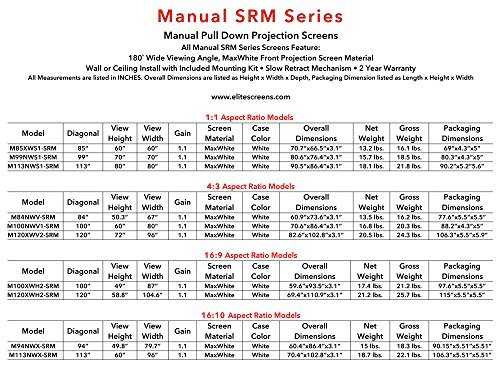 Manual SRM Series
Manual Pull Down Projection Screens
All Manual SRM Series Screens Feature:
180˚ Wide Viewing Angle, MaxWhite Front Projection Screen Material
Wall or Ceiling Install with Included Mounting Kit • Slow Retract Mechanism • 2 Year Warranty
All Measurements are listed in INCHES. Overall Dimensions are listed as Height x Width x Depth, Packaging Dimension listed as Length x Height x Width
www.elitescreens.com
1:1 Aspect Ratio Models
Model Diagonal View Height View Width Gain Screen Material Case Color Overall Dimensions Net Weight Gross Weight Packaging Dimensions
M85XWS1-SRM 85" 60" 60" 1.1 MaxWhite White 70.7"x66.5"x3.1" 13.2 lbs. 16.1 lbs. 69"x4.3"x5"
M99NWS1-SRM 99" 70" 70" 1.1 MaxWhite White 80.6"x76.4"x3.1" 15.7 lbs. 18.5 lbs. 80.3"x4.3"x5"
M113NWS1-SRM 113" 80" 80" 1.1 MaxWhite White 90.5"x86.4"x3.1" 18.1 lbs. 21.8 lbs. 90.2"x5.2"5.6"
4:3 Aspect Ratio Models
Model Diagonal View Height View Width Gain Screen Material Case Color Overall Dimensions Net Weight Gross Weight Packaging Dimensions
M84NWV-SRM 84" 50.3" 67" 1.1 MaxWhite White 60.9"x73.6"x3.1" 13.5 lbs. 16.2 lbs. 77.6"x5.5"x5.5"
M100NWV1-SRM 100" 60" 80" 1.1 MaxWhite White 70.6"x86.4"x3.1" 16.8 lbs. 20.3 lbs. 88.2"x4.3"x5"
M120XWV2-SRM 120" 72" 96" 1.1 MaxWhite White 82.6"x102.8"x3.1" 20.5 lbs. 24.3 lbs. 106.3"x5.5"x5.9"
16:9 Aspect Ratio Models
Model Diagonal View Height View Width Gain Screen Material Case Color Overall Dimensions Net Weight Gross Weight Packaging Dimensions
M100XWH2-SRM 100" 49" 87" 1.1 MaxWhite White 59.6"x93.5"x3.1" 17.4 lbs. 21.2 lbs. 97.6"x5.5"x5.5"
M120XWH2-SRM 120" 58.8" 104.6" 1.1 MaxWhite White 69.4"x110.9"x3.1" 21.2 lbs. 25.7 lbs. 115"x5.5"x5.5"
16:10 Aspect Ratio Models
Model Diagonal View Height View Width Gain Screen Material Case Color Overall Dimensions Net Weight Gross Weight Packaging Dimensions
M94NWX-SRM 94" 49.8" 79.7" 1.1 MaxWhite White 60.4"x86.4"x3.1" 15 lbs. 18.3 lbs. 90.15"x5.51"x5.51"
M113NWX-SRM 113" 60" 96" 1.1 MaxWhite White 70.4"x102.8"x3.1" 18.7 lbs. 22.1 lbs. 106.3"x5.51"x5.51"